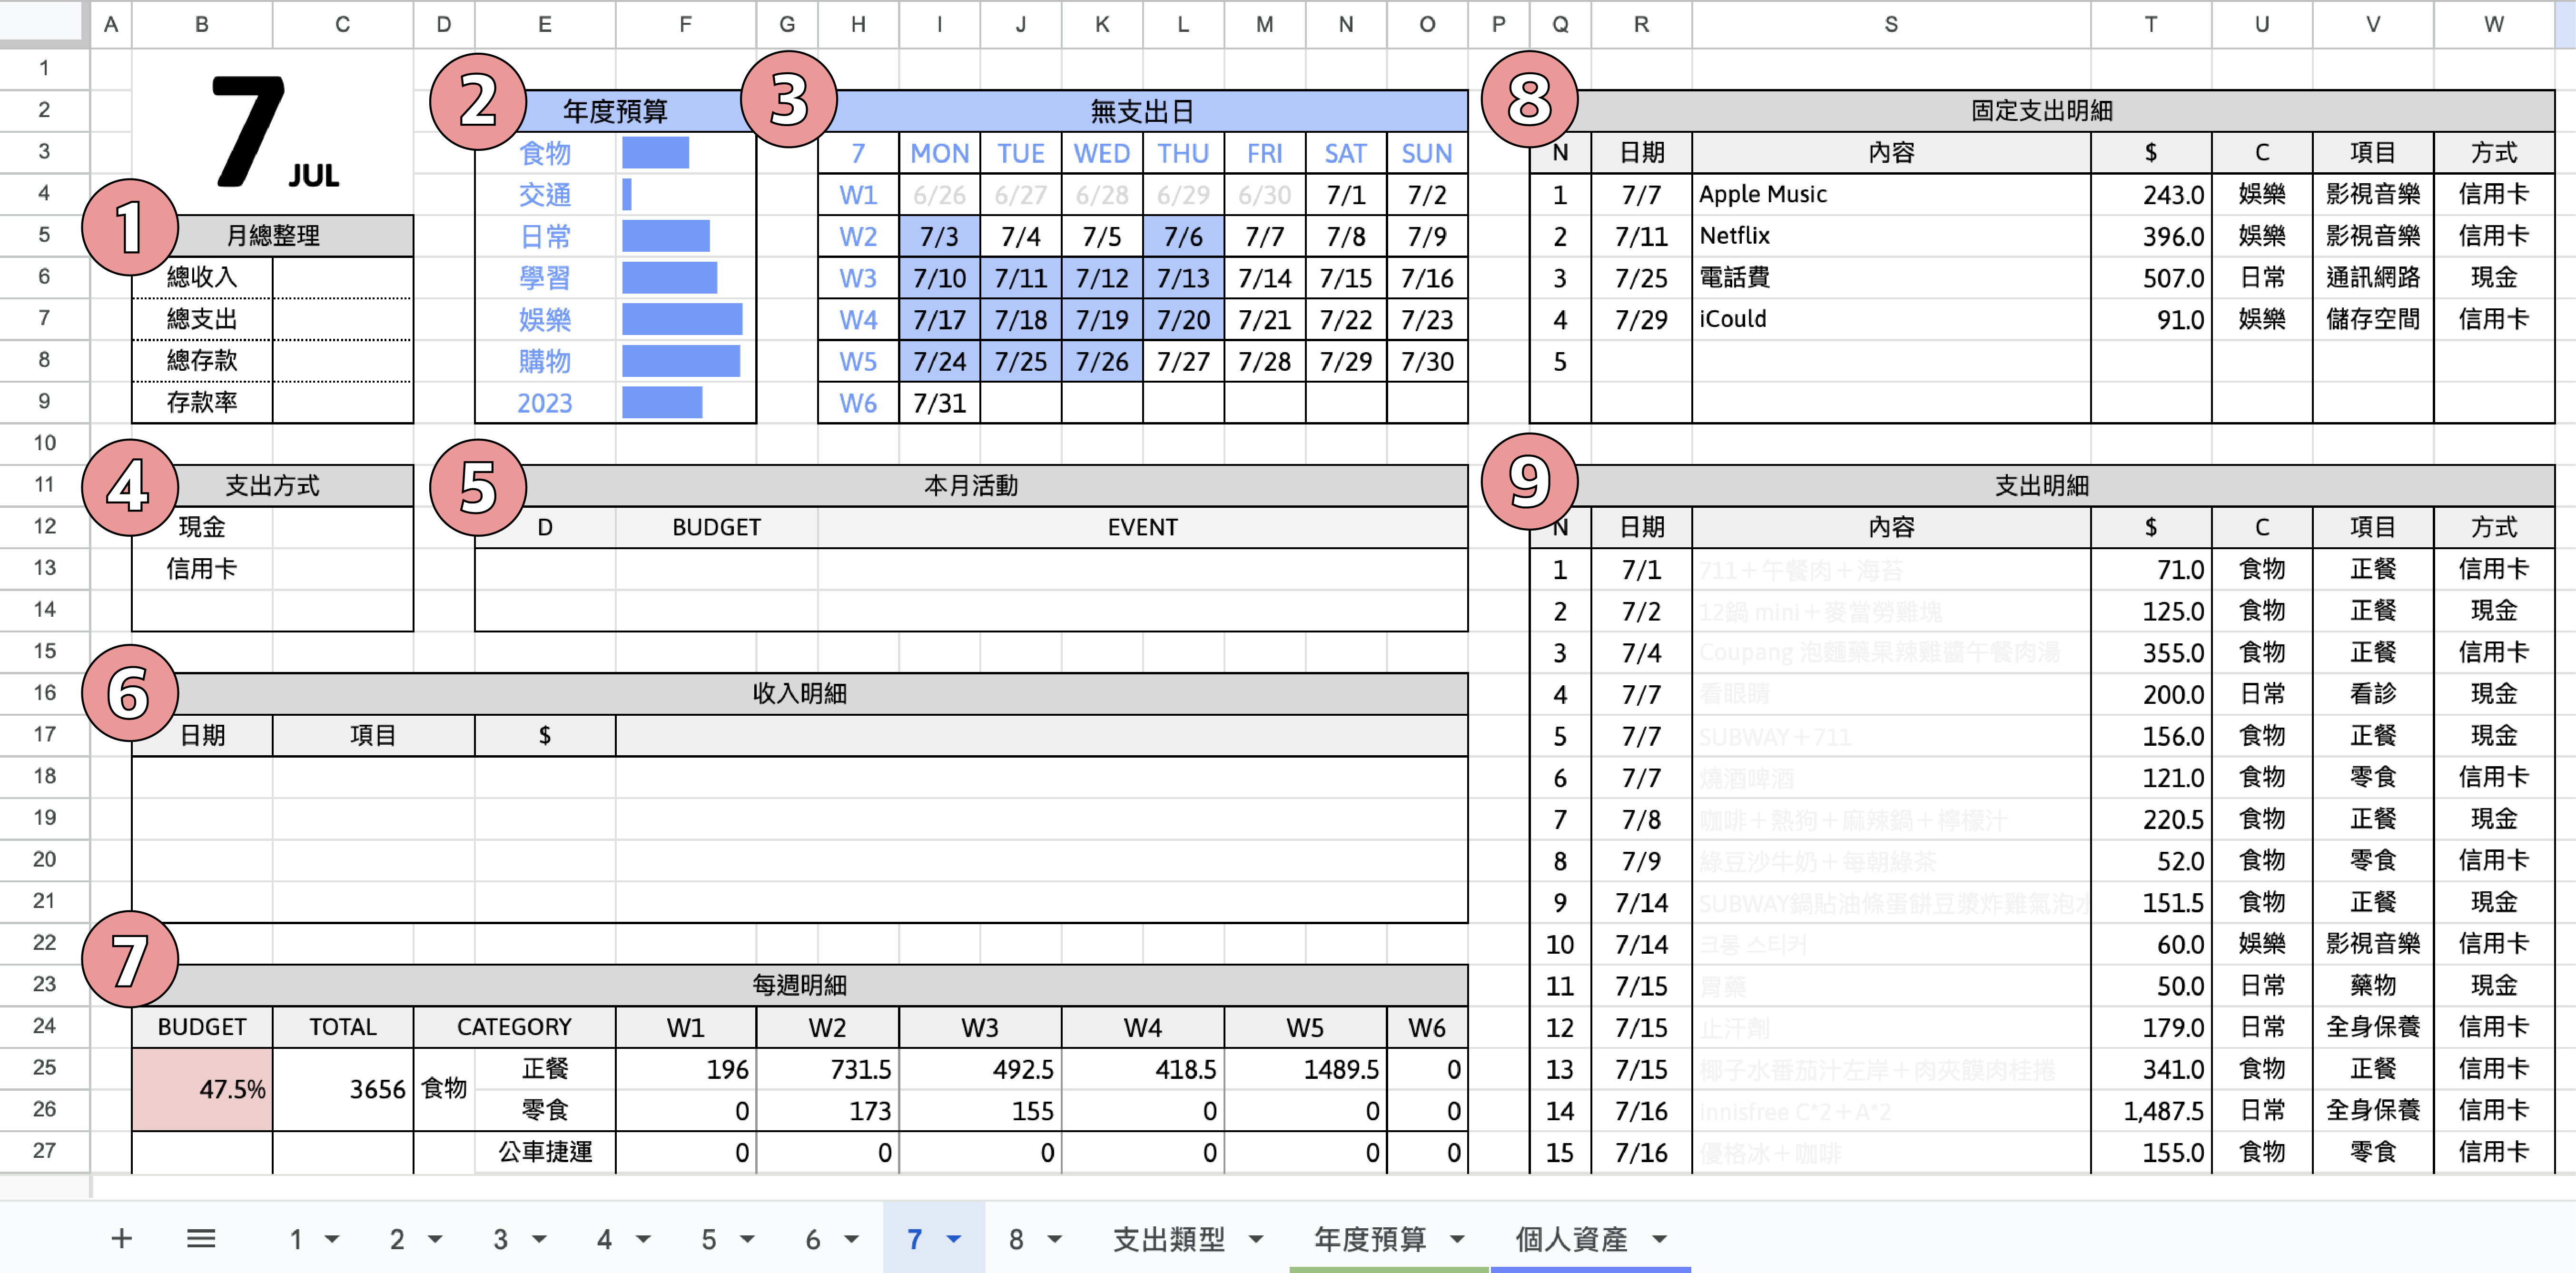 A B C D E F G H I J K L M N O P Q R S T U V W
1 2 3 4 5 6 7 8 9 10 11 12 13 14 15 16 17 18 19 20 21 22 23 24 25 26 27
7 JUL
1
月總整理
總收入
總支出
總存款
存款率
2
年度預算
食物
交通
日常
學習
娛樂
購物
2023
3
無支出日
7 MON TUE WED THU FRI SAT SUN
W1 6/26 6/27 6/28 6/29 6/30 7/1 7/2
W2 7/3 7/4 7/5 7/6 7/7 7/8 7/9
W3 7/10 7/11 7/12 7/13 7/14 7/15 7/16
W4 7/17 7/18 7/19 7/20 7/21 7/22 7/23
W5 7/24 7/25 7/26 7/27 7/28 7/29 7/30
W6 7/31
4
支出方式
現金
信用卡
5
本月活動
D BUDGET EVENT
6
收入明細
日期 項目 $
7
每週明細
BUDGET TOTAL CATEGORY W1 W2 W3 W4 W5 W6
47.5% 3656 食物
正餐 196 731.5 492.5 418.5 1489.5 0
零食 0 173 155 0 0 0
公車捷運 0 0 0 0 0 0
8
固定支出明細
N 日期 內容 $ C 項目 方式
1 7/7 Apple Music 243.0 娛樂 影視音樂 信用卡
2 7/11 Netflix 396.0 娛樂 影視音樂 信用卡
3 7/25 電話費 507.0 日常 通訊網路 現金
4 7/29 iCould 91.0 娛樂 儲存空間 信用卡
5
9
支出明細
N 日期 內容 $ C 項目 方式
1 7/1 711＋午餐肉＋海苔 71.0 食物 正餐 信用卡
2 7/2 12鍋 mini＋麥當勞雞塊 125.0 食物 正餐 現金
3 7/4 Coupang 泡麵藥果辣雞醬午餐肉湯 355.0 食物 正餐 信用卡
4 7/7 看眼睛 200.0 日常 看診 現金
5 7/7 SUBWAY＋711 156.0 食物 正餐 現金
6 7/7 燒酒啤酒 121.0 食物 零食 信用卡
7 7/8 咖啡＋熱狗＋麻辣鍋＋檸檬汁 220.5 食物 正餐 現金
8 7/9 綠豆沙牛奶＋每朝綠茶 52.0 食物 零食 信用卡
9 7/14 SUBWAY鍋貼油條蛋餅豆漿炸雞氣泡水 151.5 食物 正餐 現金
10 7/14 크롱 스티커 60.0 娛樂 影視音樂 信用卡
11 7/15 胃藥 50.0 日常 藥物 現金
12 7/15 止汗劑 179.0 日常 全身保養 信用卡
13 7/15 椰子水番茄汁左岸＋肉夾饃肉桂捲 341.0 食物 正餐 信用卡
14 7/16 innisfree C*2＋A*2 1,487.5 日常 全身保養 信用卡
15 7/16 優格冰＋咖啡 155.0 食物 零食 信用卡
1 2 3 4 5 6 7 8 支出類型 年度預算 個人資產